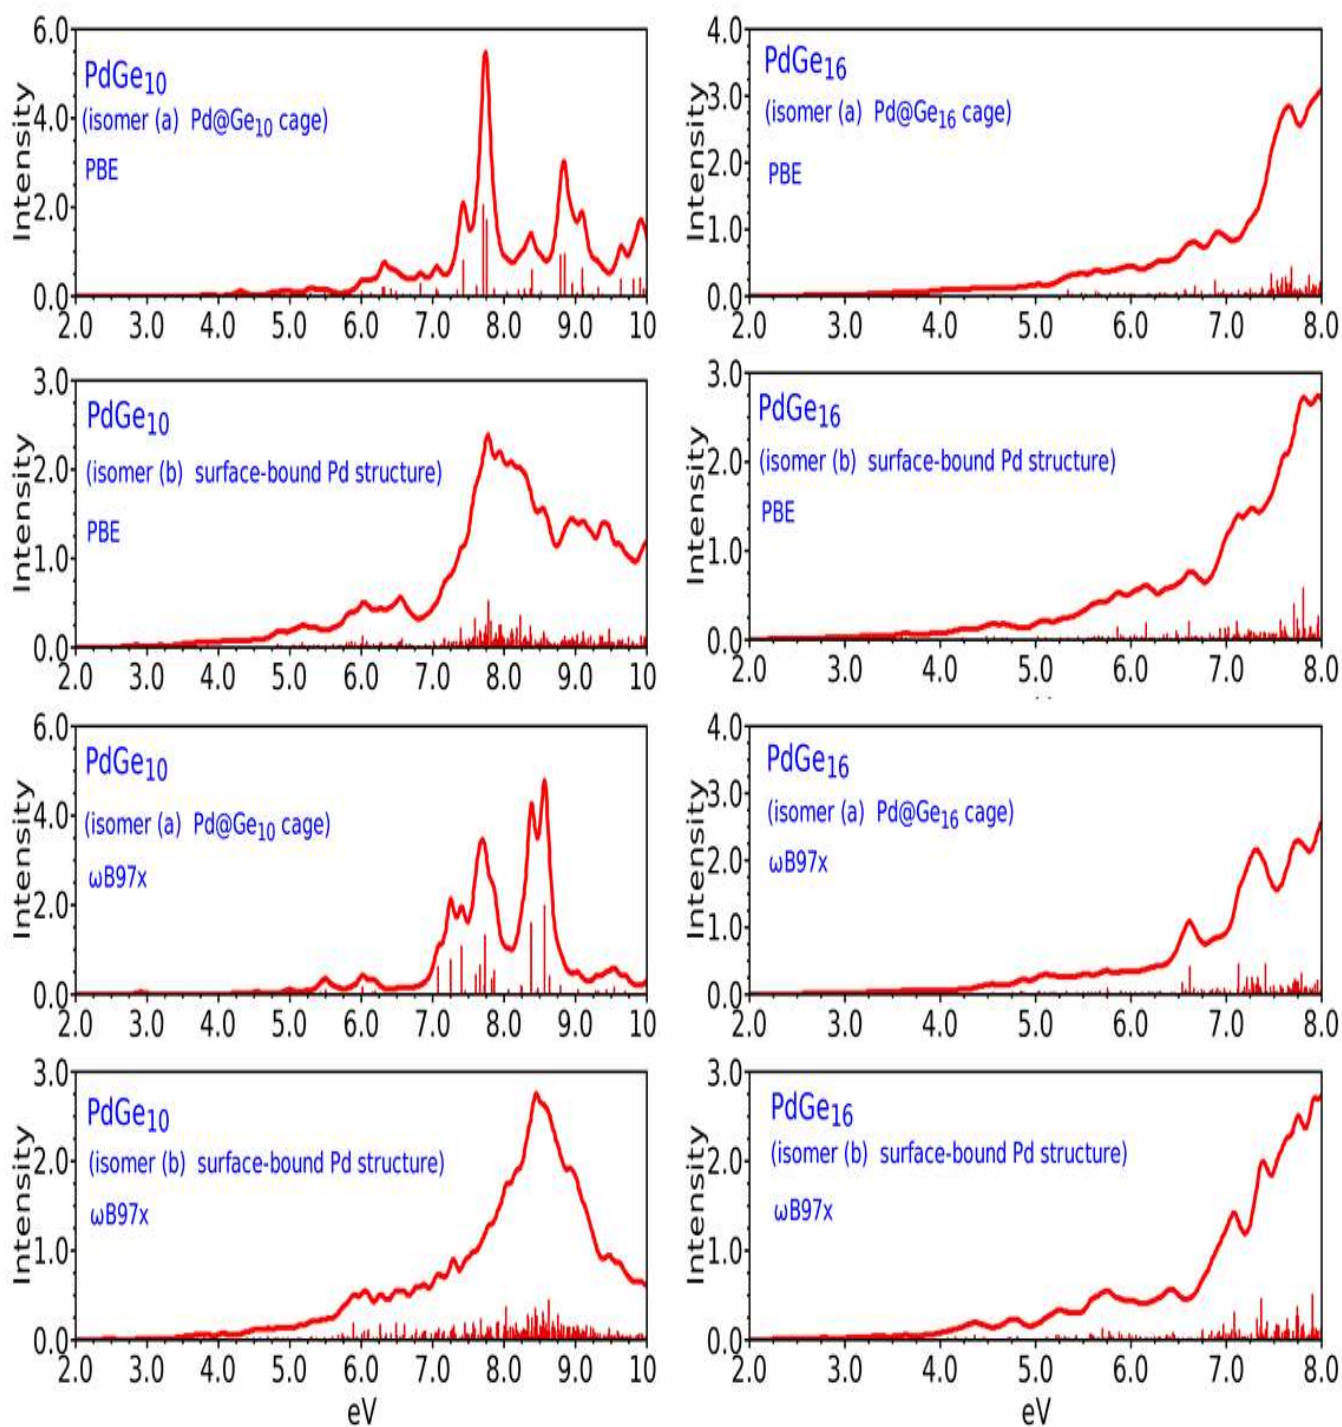 6.0
4.0
2.0
0.0
Intensity
PdGe10
(isomer (a) Pd@Ge10 cage)
PBE
2.0 3.0 4.0 5.0 6.0 7.0 8.0 9.0 10
4.0
3.0
2.0
1.0
0.0
Intensity
PdGe16
(isomer (a) Pd@Ge16 cage)
PBE
2.0 3.0 4.0 5.0 6.0 7.0 8.0
3.0
2.0
1.0
0.0
Intensity
PdGe10
(isomer (b) surface-bound Pd structure)
PBE
2.0 3.0 4.0 5.0 6.0 7.0 8.0 9.0 10
3.0
2.0
1.0
0.0
Intensity
PdGe16
(isomer (b) surface-bound Pd structure)
PBE
2.0 3.0 4.0 5.0 6.0 7.0 8.0
6.0
4.0
2.0
0.0
Intensity
PdGe10
(isomer (a) Pd@Ge10 cage)
ωB97x
2.0 3.0 4.0 5.0 6.0 7.0 8.0 9.0 10
4.0
3.0
2.0
1.0
0.0
Intensity
PdGe16
(isomer (a) Pd@Ge16 cage)
ωB97x
2.0 3.0 4.0 5.0 6.0 7.0 8.0
3.0
2.0
1.0
0.0
Intensity
PdGe10
(isomer (b) surface-bound Pd structure)
ωB97x
2.0 3.0 4.0 5.0 6.0 7.0 8.0 9.0 10
eV
3.0
2.0
1.0
0.0
Intensity
PdGe16
(isomer (b) surface-bound Pd structure)
ωB97x
2.0 3.0 4.0 5.0 6.0 7.0 8.0
eV